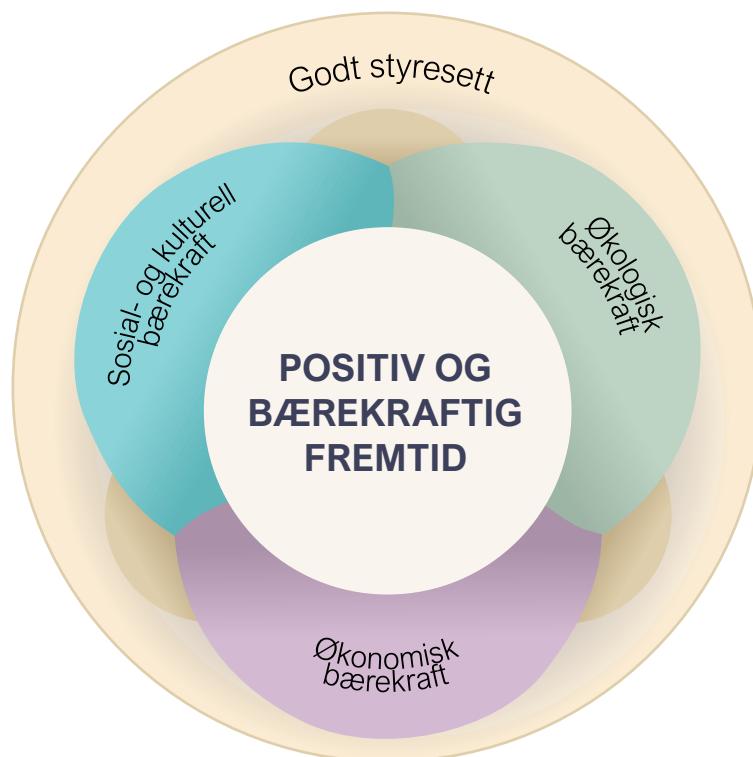 Godt styresett
Sosial- og kulturell
bærekraft
Økologisk
bærekraft
POSITIV OG
BÆREKRAFTIG
FREMTID
Økonomisk
bærekraft